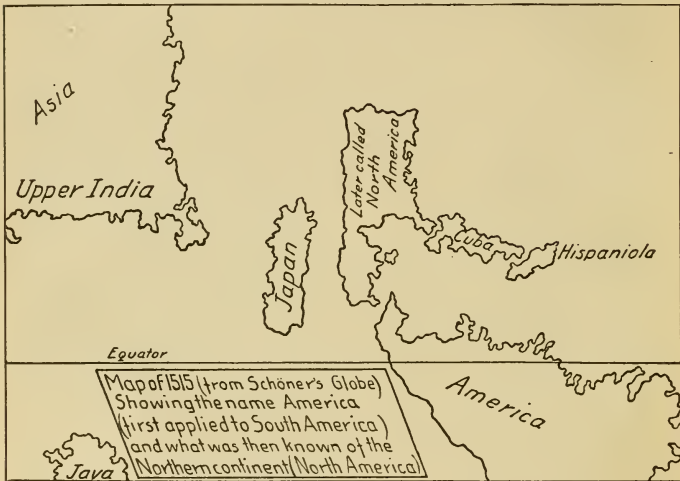 Asia
Upper India
Japan
Later called
North
America
Cuba
Hispaniola
Equator
America
Java
Map of 1515 (from Schöner's Globe)
Showing the name America
(first applied to South America)
and what was then known of the
Northern continent (North America)